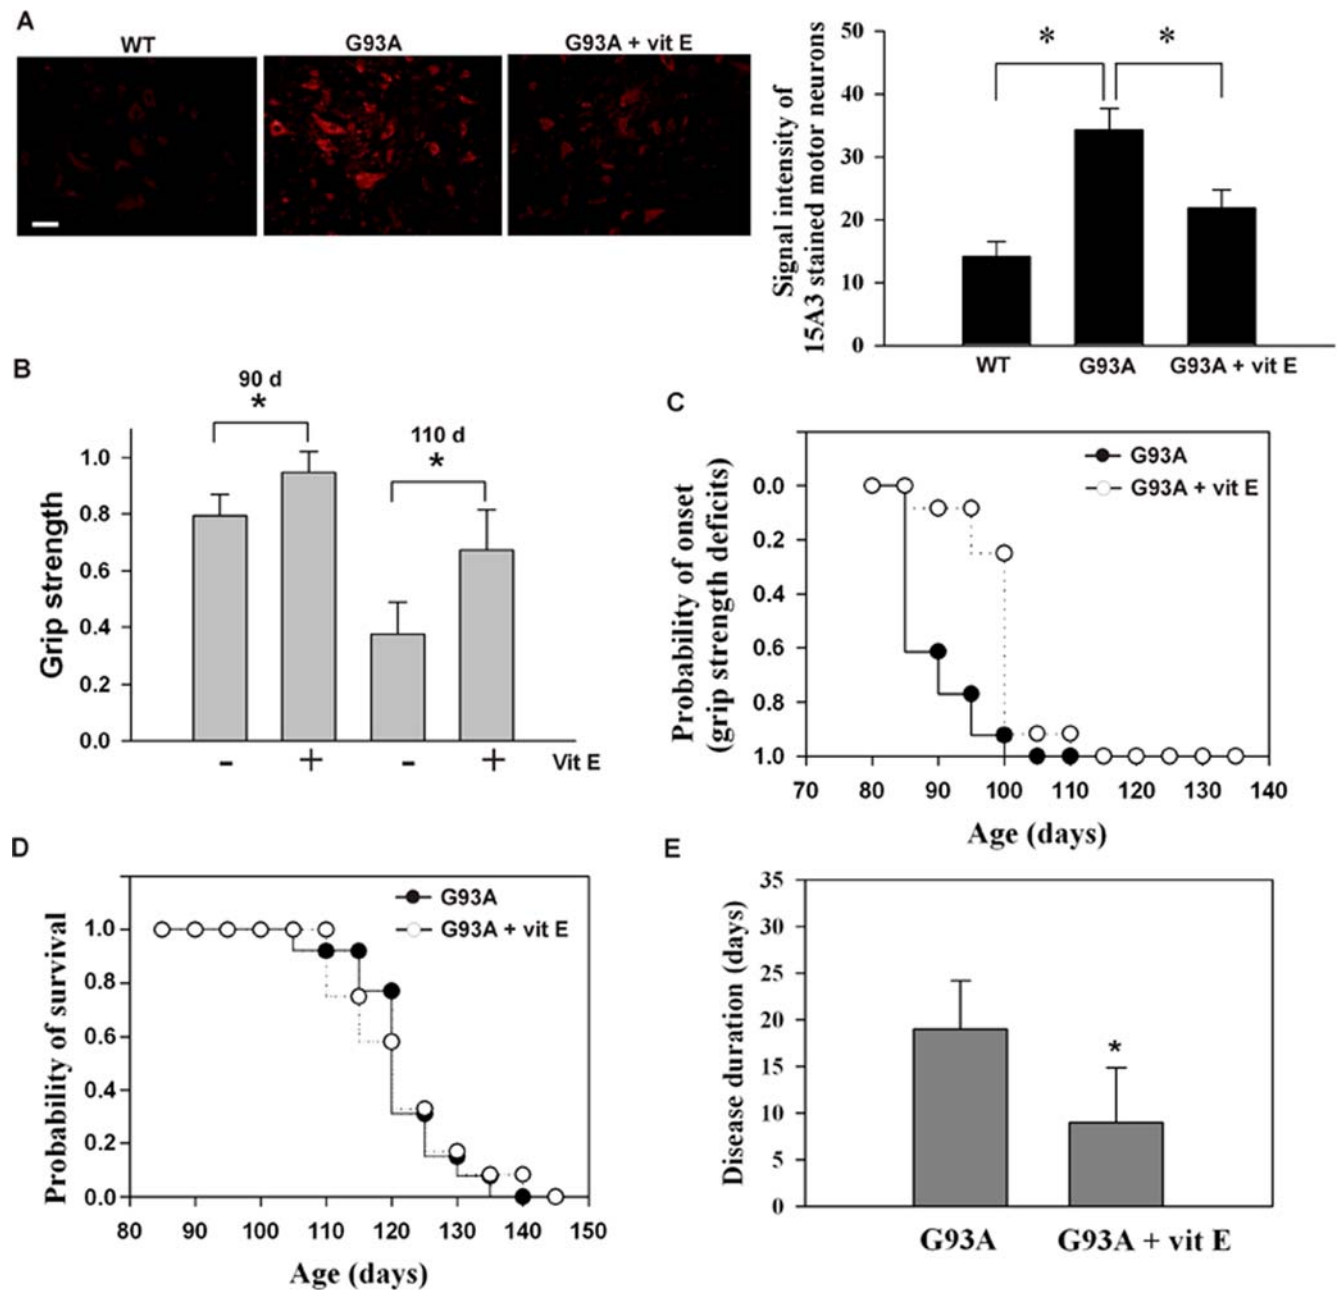 A
WT
G93A
G93A + vit E
Signal intensity of
15A3 stained motor neurons
50
40
30
20
10
0
*
*
WT
G93A
G93A + vit E
B
90 d
*
110 d
*
Grip strength
1.0
0.8
0.6
0.4
0.2
0.0
-
+
-
+
Vit E
C
G93A
G93A + vit E
Probability of onset
(grip strength deficits)
0.0
0.2
0.4
0.6
0.8
1.0
70 80 90 100 110 120 130 140
Age (days)
D
G93A
G93A + vit E
Probability of survival
1.0
0.8
0.6
0.4
0.2
0.0
80 90 100 110 120 130 140 150
Age (days)
E
Disease duration (days)
35
30
25
20
15
10
5
0
*
G93A
G93A + vit E